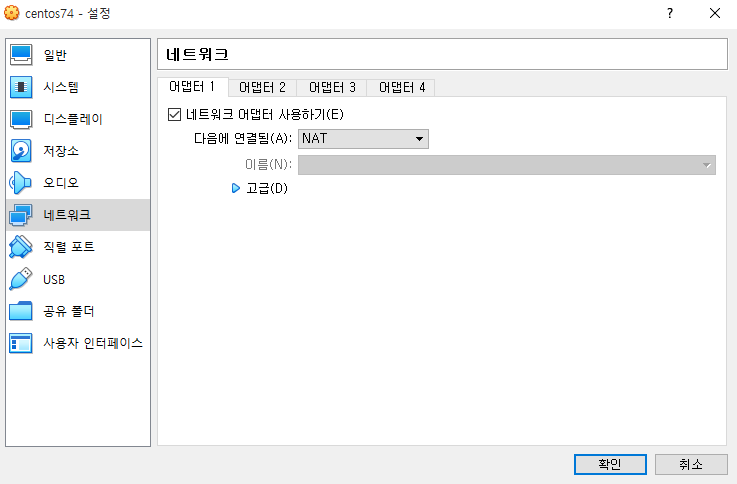 centos74 - 설정
?
일반
시스템
디스플레이
저장소
오디오
네트워크
직렬 포트
USB
공유 폴더
사용자 인터페이스
네트워크
어댑터 1 어댑터 2 어댑터 3 어댑터 4
네트워크 어댑터 사용하기(E)
다음에 연결됨(A): NAT
이름(N):
고급(D)
확인 취소